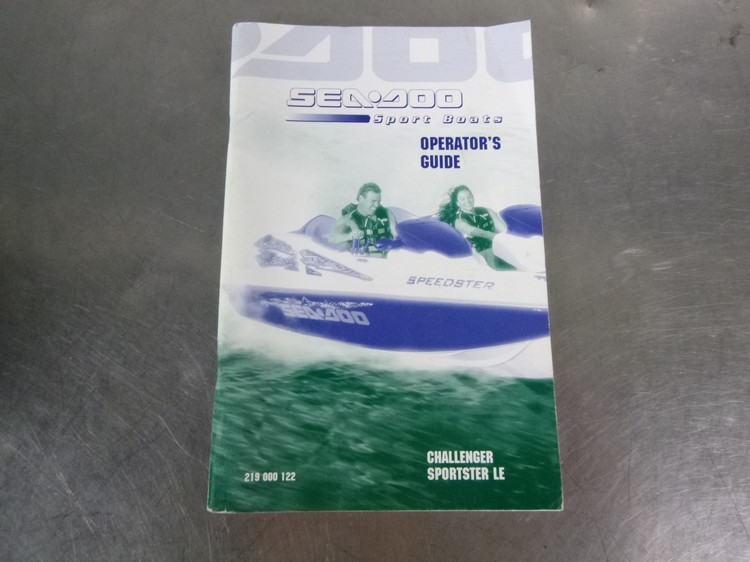 SEA•DOO
Sport Boats
OPERATOR'S
GUIDE
SPEEDSTER
SEA•DOO
CHALLENGER
SPORTSTER LE
219 000 122